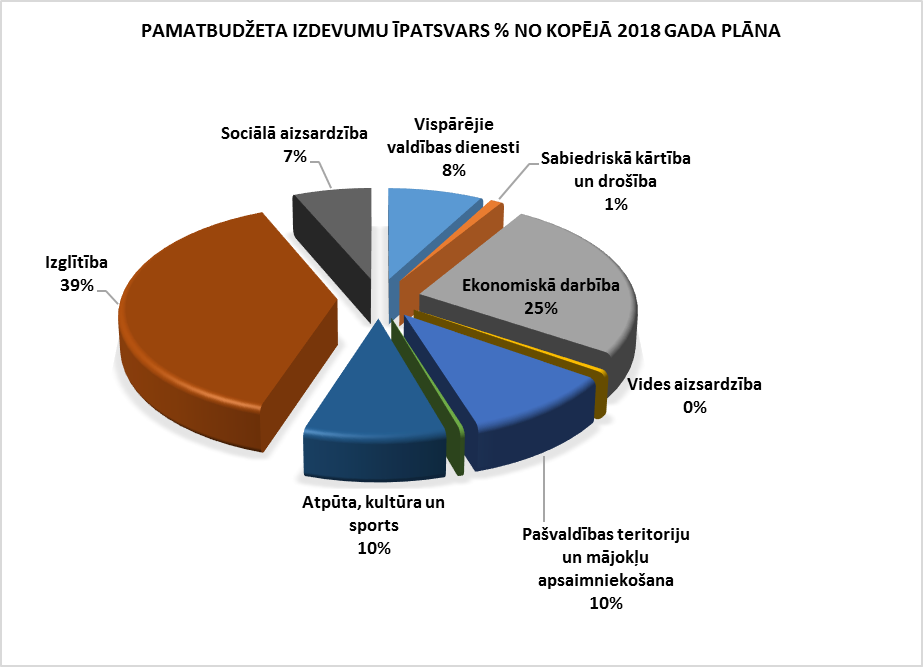 PAMATBUDŽETA IZDEVUMU ĪPATSVARS % NO KOPĒJĀ 2018 GADA PLĀNA
Vispārējie
valdības dienesti
8%
Sabiedriskā kārtība
un drošība
1%
Ekonomiskā darbība
25%
Vides aizsardzība
0%
Pašvaldības teritoriju
un mājokļu
apsaimniekošana
10%
Atpūta, kultūra un
sports
10%
Izglītība
39%
Sociālā aizsardzība
7%